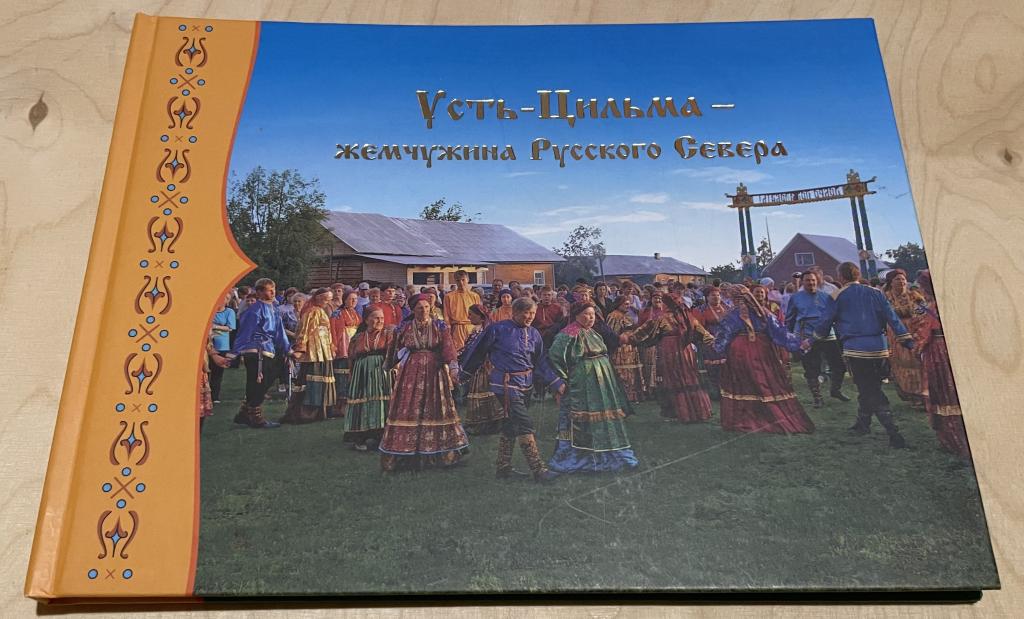 Усть-Цильма –
жемчужина Русского Севера